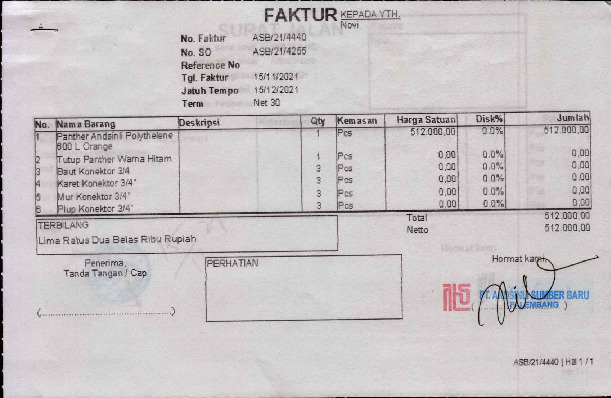 FAKTUR
KEPADA YTH.
Novi
No. Faktur ASB/21/4440
No. SO ASB/21/4255
Reference No
Tgl. Faktur 15/11/2021
Jatuh Tempo 15/12/2021
Term Net 30
No. Nama Barang Deskripsi Qty Kemasan Harga Satuan Disk% Jumlah
1 Panther Andsinli Polythelene 1 Pcs 512.000,00 0.0% 512.000,00
600 L Orange
2 Tutup Panther Warna Hitam 1 Pcs 0,00 0.0% 0,00
3 Baut Konektor 3/4 3 Pcs 0,00 0.0% 0,00
4 Karet Konektor 3/4" 3 Pcs 0,00 0.0% 0,00
5 Mur Konektor 3/4" 3 Pcs 0,00 0.0% 0,00
6 Plup Konektor 3/4" 3 Pcs 0,00 0.0% 0,00
Total 512.000,00
Netto 512.000,00
TERBILANG
Lima Ratus Dua Belas Ribu Rupiah
Penerima,
Tanda Tangan / Cap
(..............................)
PERHATIAN
Hormat kami,
PT. ANDSINLI SUMBER BARU
PALEMBANG
ASB/21/4440 | Hal 1 / 1